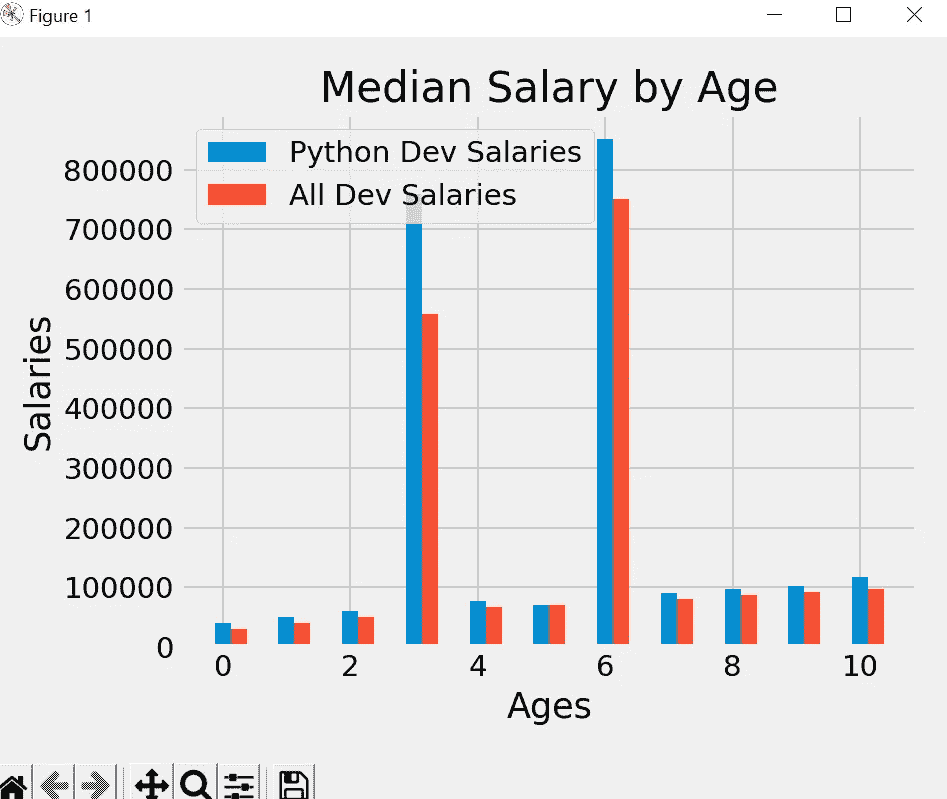 Figure 1
Median Salary by Age
Python Dev Salaries
All Dev Salaries
800000
700000
600000
500000
400000
300000
200000
100000
0
Salaries
0 2 4 6 8 10
Ages